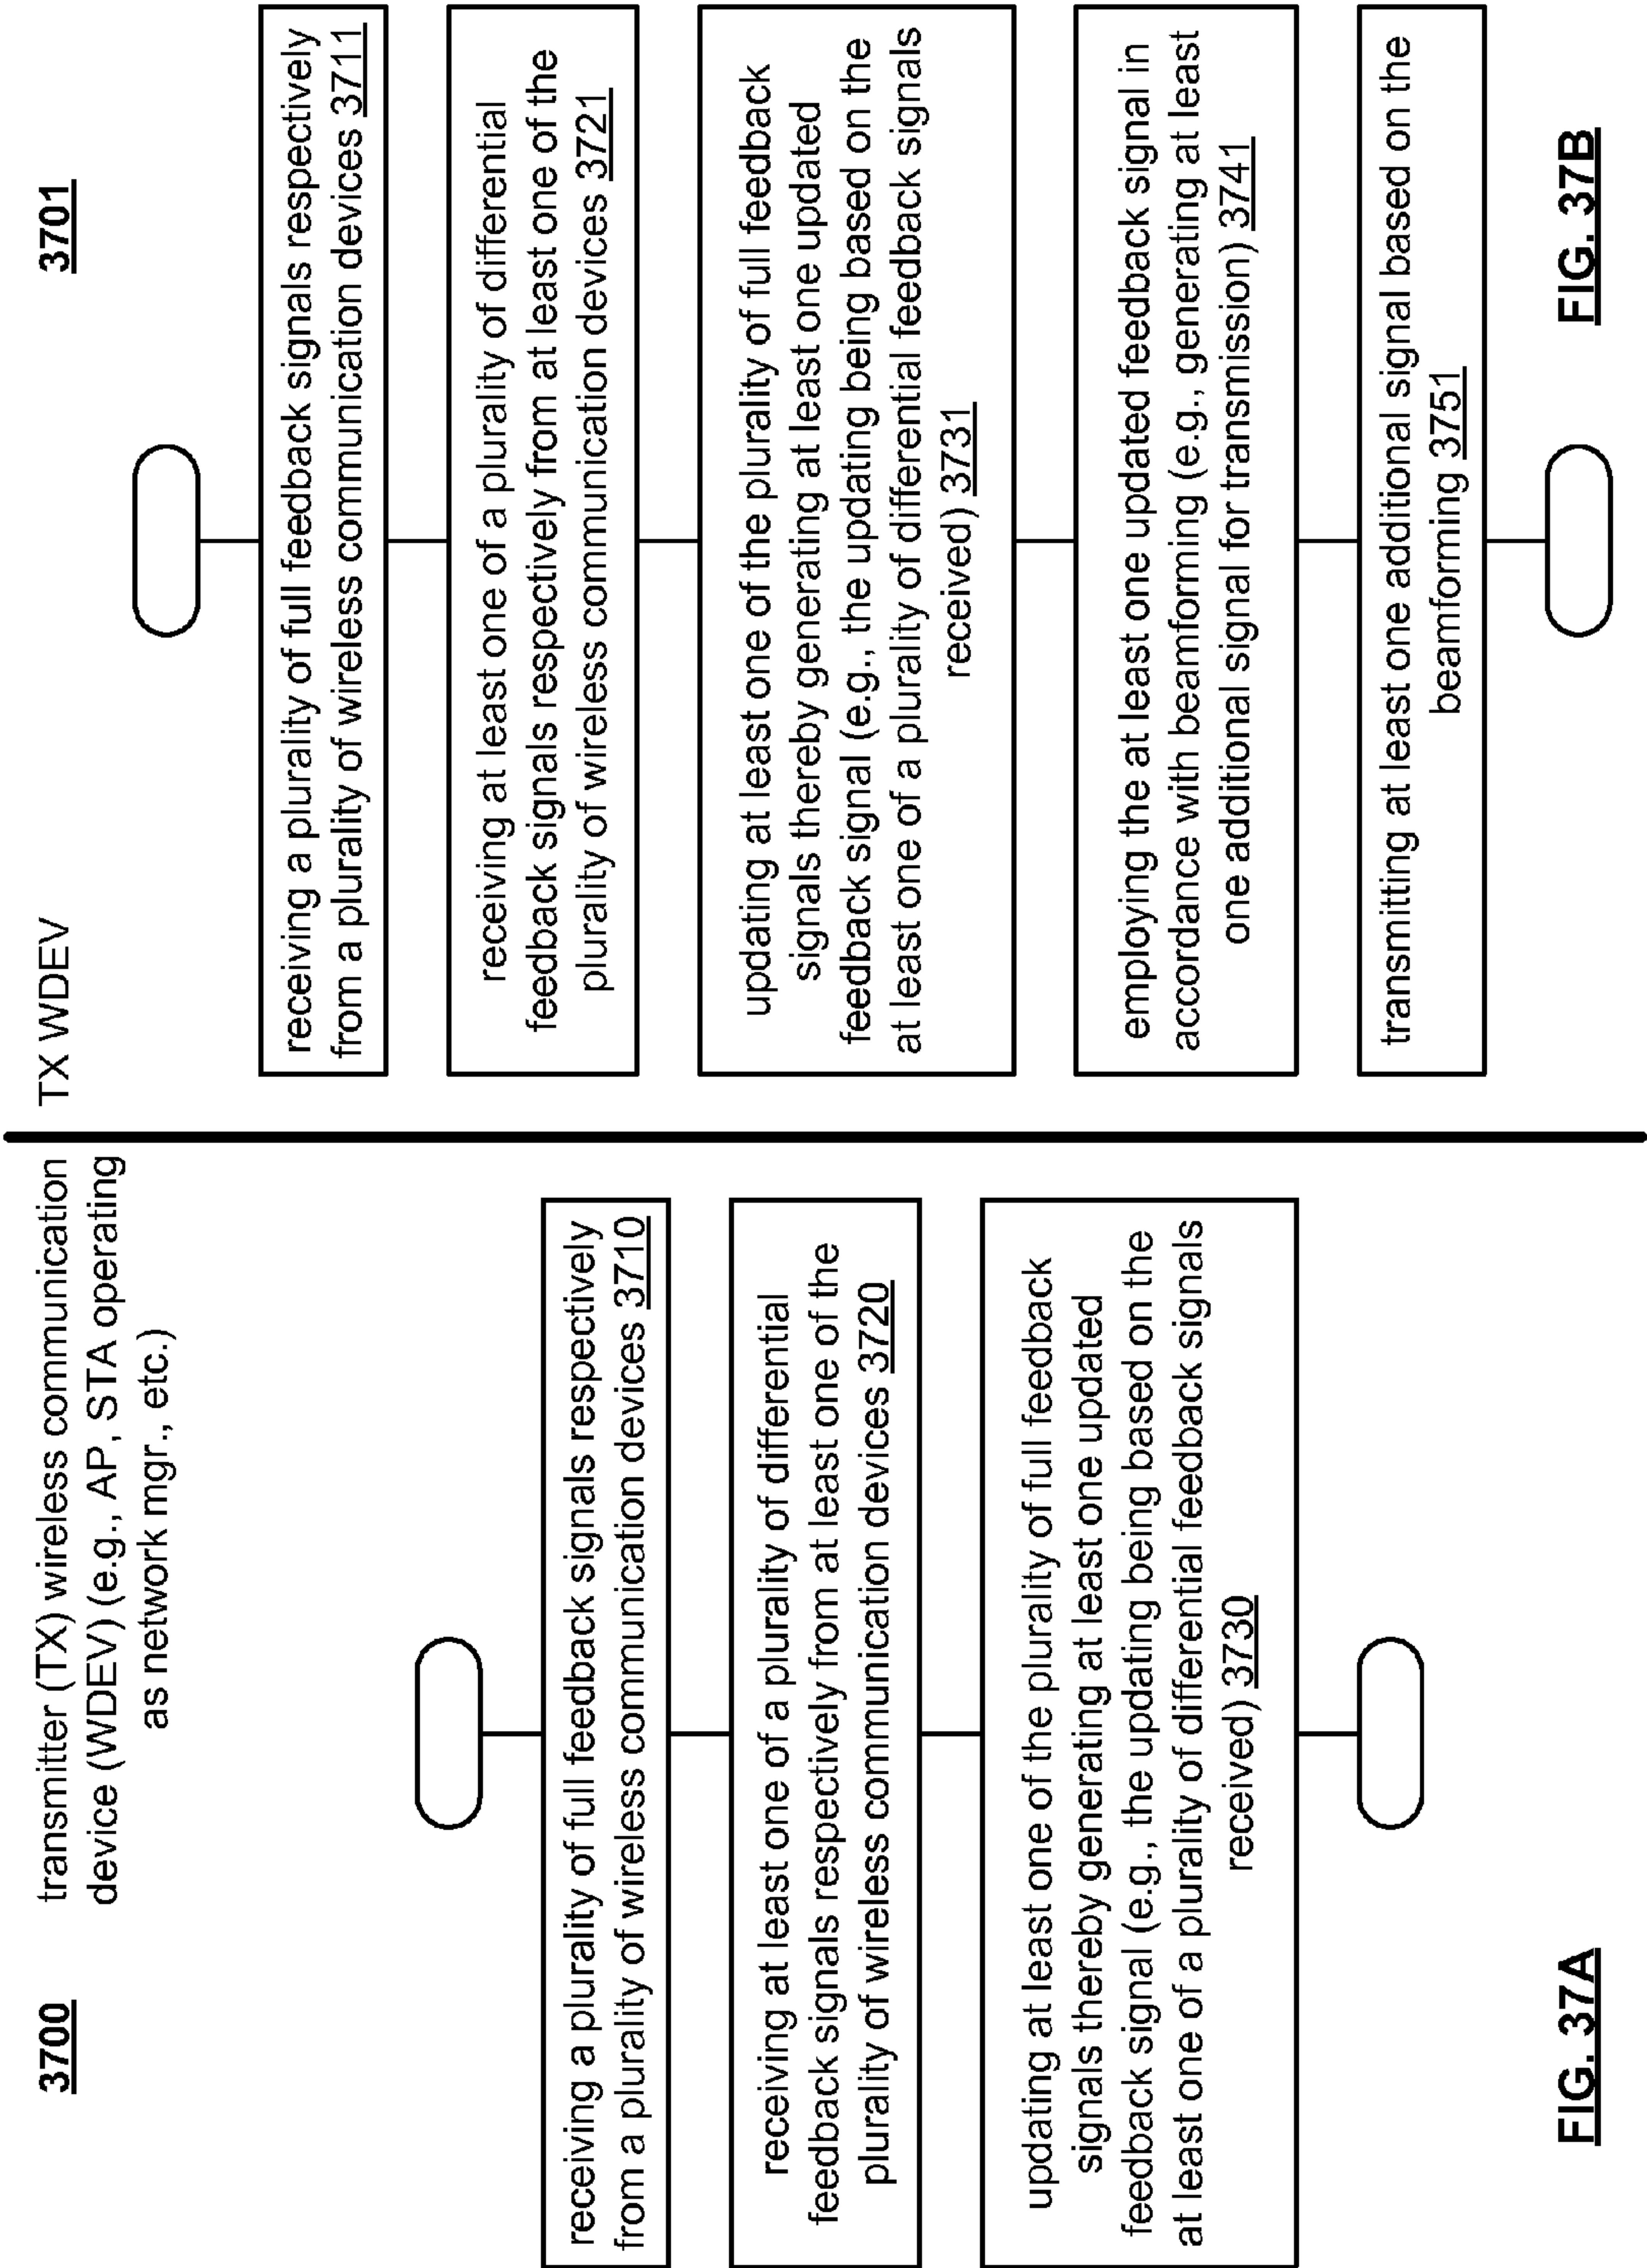 3700
transmitter (TX) wireless communication
device (WDEV) (e.g., AP, STA operating
as network mgr., etc.)
receiving a plurality of full feedback signals respectively
from a plurality of wireless communication devices 3710
receiving at least one of a plurality of differential
feedback signals respectively from at least one of the
plurality of wireless communication devices 3720
updating at least one of the plurality of full feedback
signals thereby generating at least one updated
feedback signal (e.g., the updating being based on the
at least one of a plurality of differential feedback signals
received) 3730
FIG. 37A
TX WDEV
3701
receiving a plurality of full feedback signals respectively
from a plurality of wireless communication devices 3711
receiving at least one of a plurality of differential
feedback signals respectively from at least one of the
plurality of wireless communication devices 3721
updating at least one of the plurality of full feedback
signals thereby generating at least one updated
feedback signal (e.g., the updating being based on the
at least one of a plurality of differential feedback signals
received) 3731
employing the at least one updated feedback signal in
accordance with beamforming (e.g., generating at least
one additional signal for transmission) 3741
transmitting at least one additional signal based on the
beamforming 3751
FIG. 37B